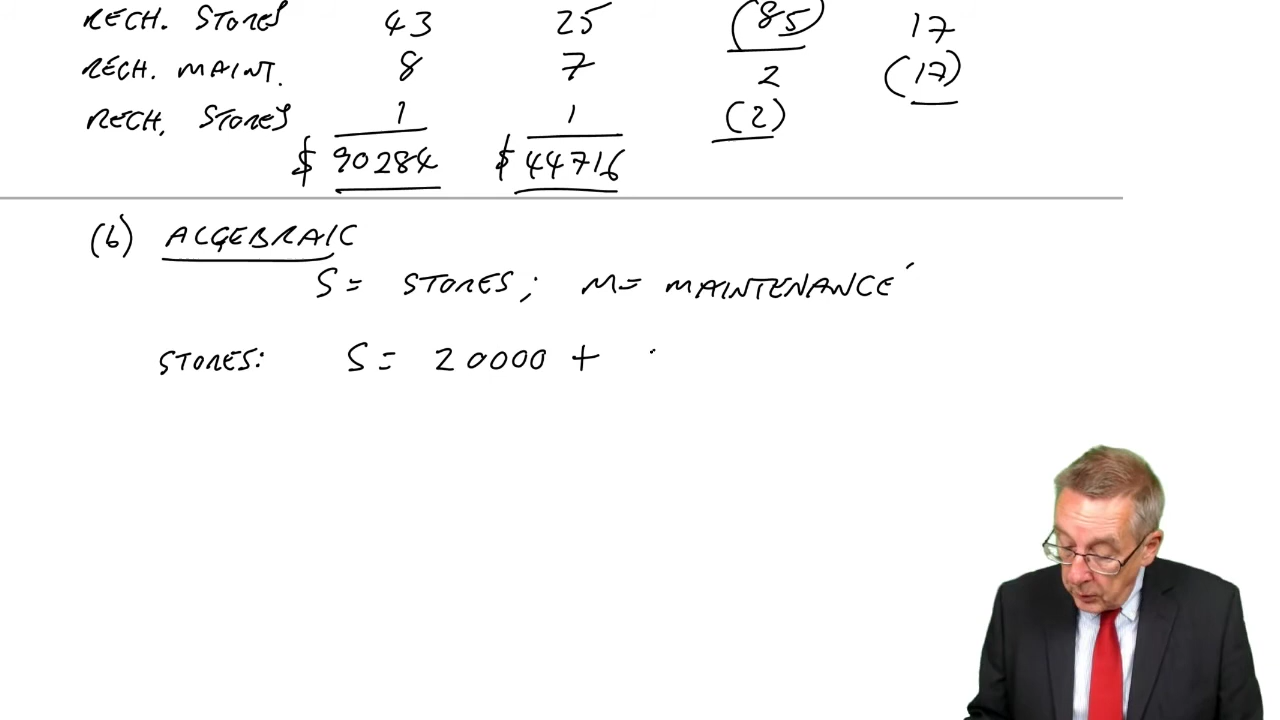 RECH. STORES 43 25 (85) 17
RECH. MAINT. 8 7 2 (17)
RECH. STORES 1 1 (2)
$ 90284 $ 44716
(b) ALGEBRAIC
S = STORES; M = MAINTENANCE
STORES: S = 20000 +